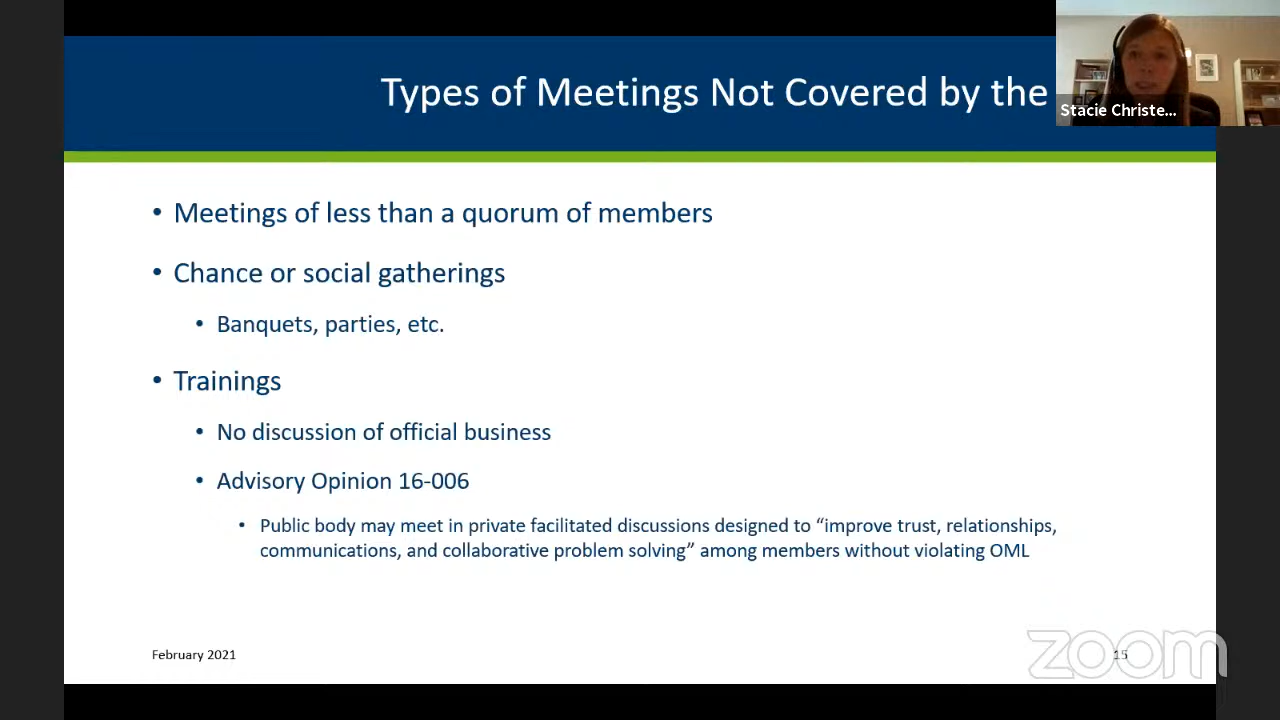 Types of Meetings Not Covered by the
Stacie Christe...
• Meetings of less than a quorum of members
• Chance or social gatherings
• Banquets, parties, etc.
• Trainings
• No discussion of official business
• Advisory Opinion 16-006
• Public body may meet in private facilitated discussions designed to “improve trust, relationships,
communications, and collaborative problem solving” among members without violating OML
February 2021
15
zoom